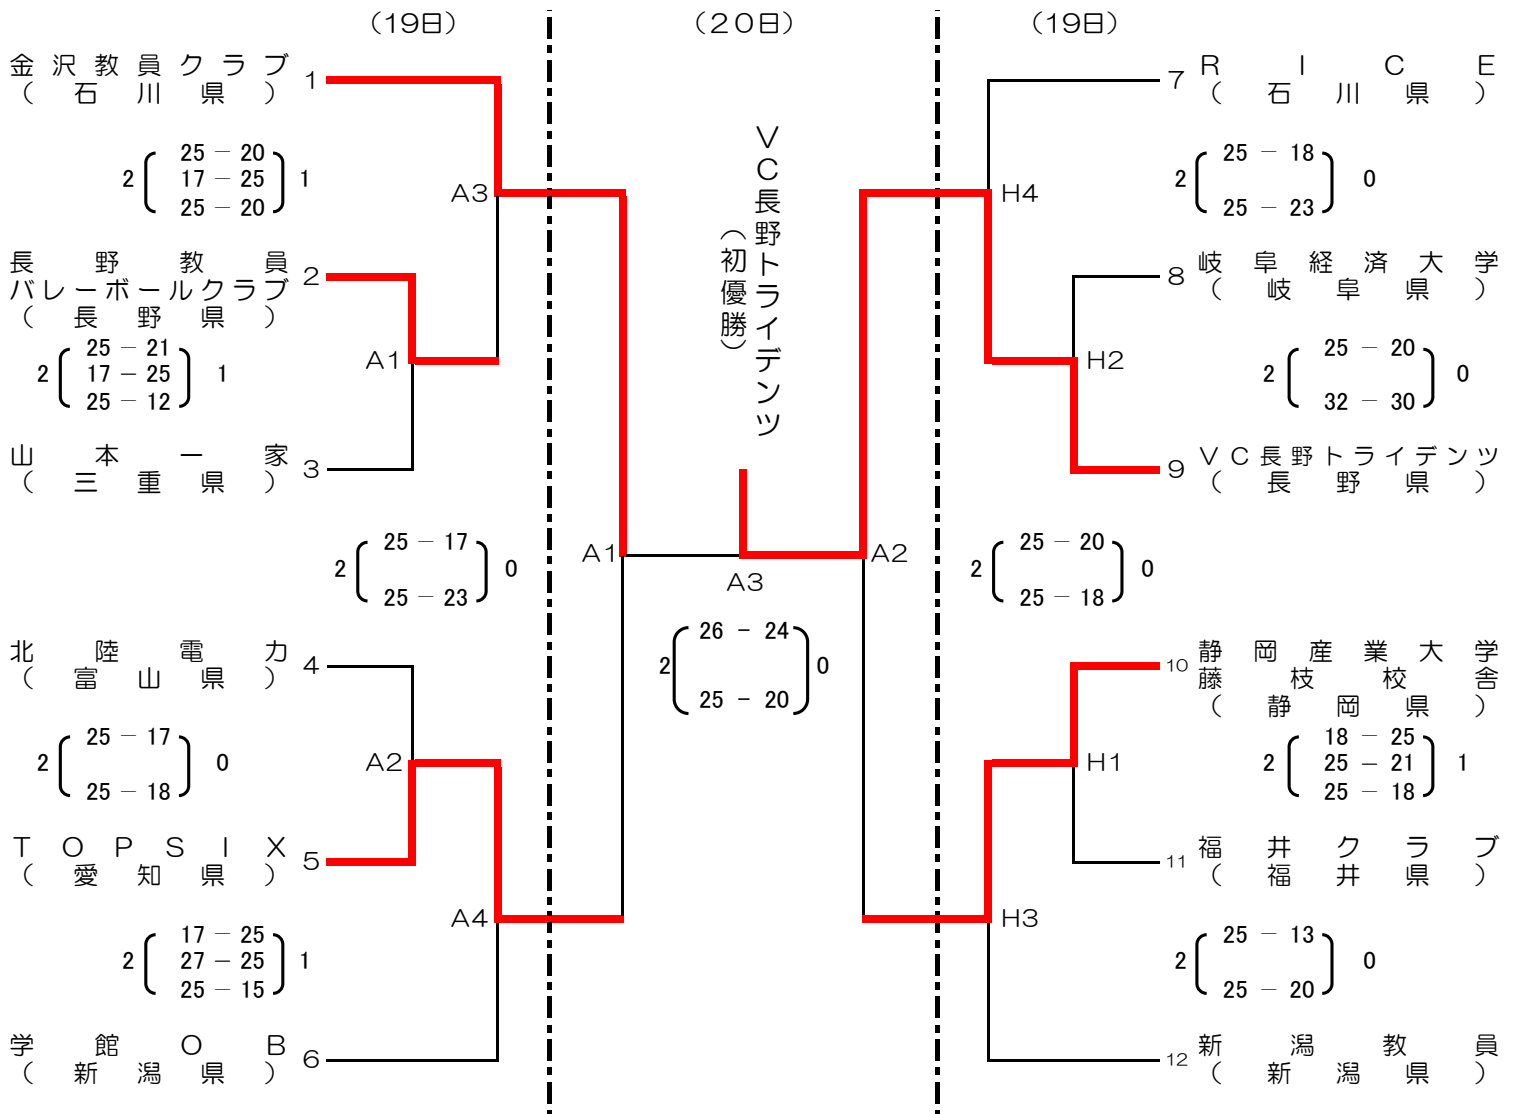 （19日）
（20日）
（19日）
金沢教員クラブ
（石川県）
1
2
25 － 20
17 － 25
25 － 20
1
A3
長野教員
バレーボールクラブ
（長野県）
2
2
25 － 21
17 － 25
25 － 12
1
A1
山本一家
（三重県）
3
2
25 － 17
25 － 23
0
A1
北陸電力
（富山県）
4
2
25 － 17
25 － 18
0
A2
TOPSIX
（愛知県）
5
A4
2
17 － 25
27 － 25
25 － 15
1
学館OB
（新潟県）
6
VC長野トライデンツ
（初優勝）
A3
2
26 － 24
25 － 20
0
7
RICE
（石川県）
2
25 － 18
25 － 23
0
H4
8
岐阜経済大学
（岐阜県）
H2
2
25 － 20
32 － 30
0
9
VC長野トライデンツ
（長野県）
A2
2
25 － 20
25 － 18
0
10
静岡産業大学
藤枝校舎
（静岡県）
H1
2
18 － 25
25 － 21
25 － 18
1
11
福井クラブ
（福井県）
H3
2
25 － 13
25 － 20
0
12
新潟教員
（新潟県）